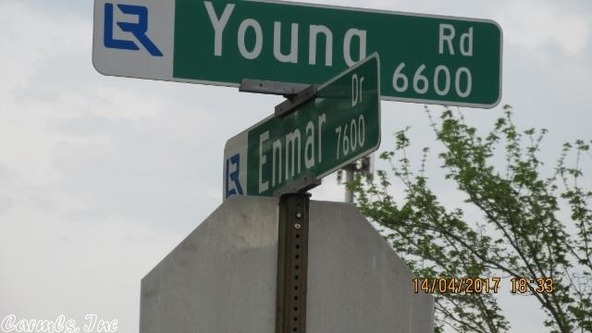 LR Young Rd
6600
LR Enmar Dr
7600
14/04/2017 18:33
Carmls, Inc